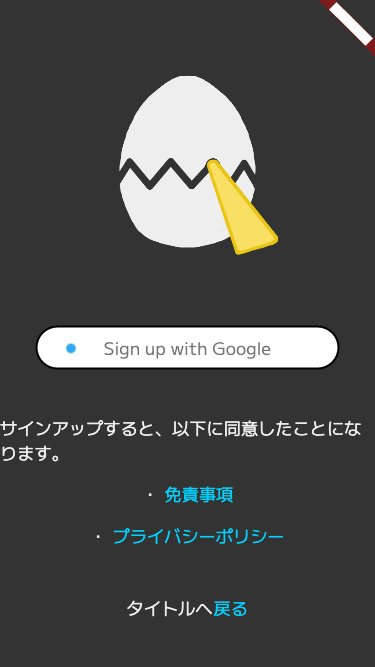 Sign up with Google
サインアップすると、以下に同意したことにな
ります。
・ 免責事項
・ プライバシーポリシー
タイトルへ戻る